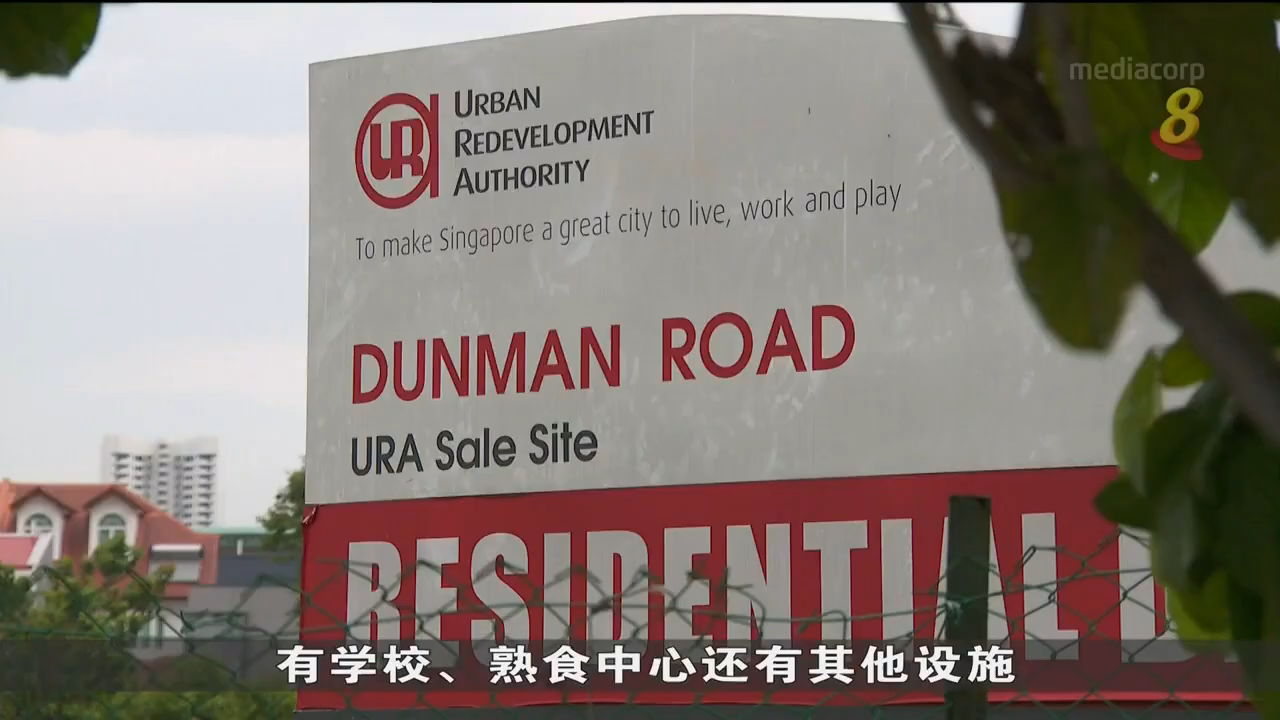 mediacorp
8
URBAN
REDEVELOPMENT
AUTHORITY
To make Singapore a great city to live, work and play
DUNMAN ROAD
URA Sale Site
RESIDENTIAL
有学校、熟食中心还有其他设施